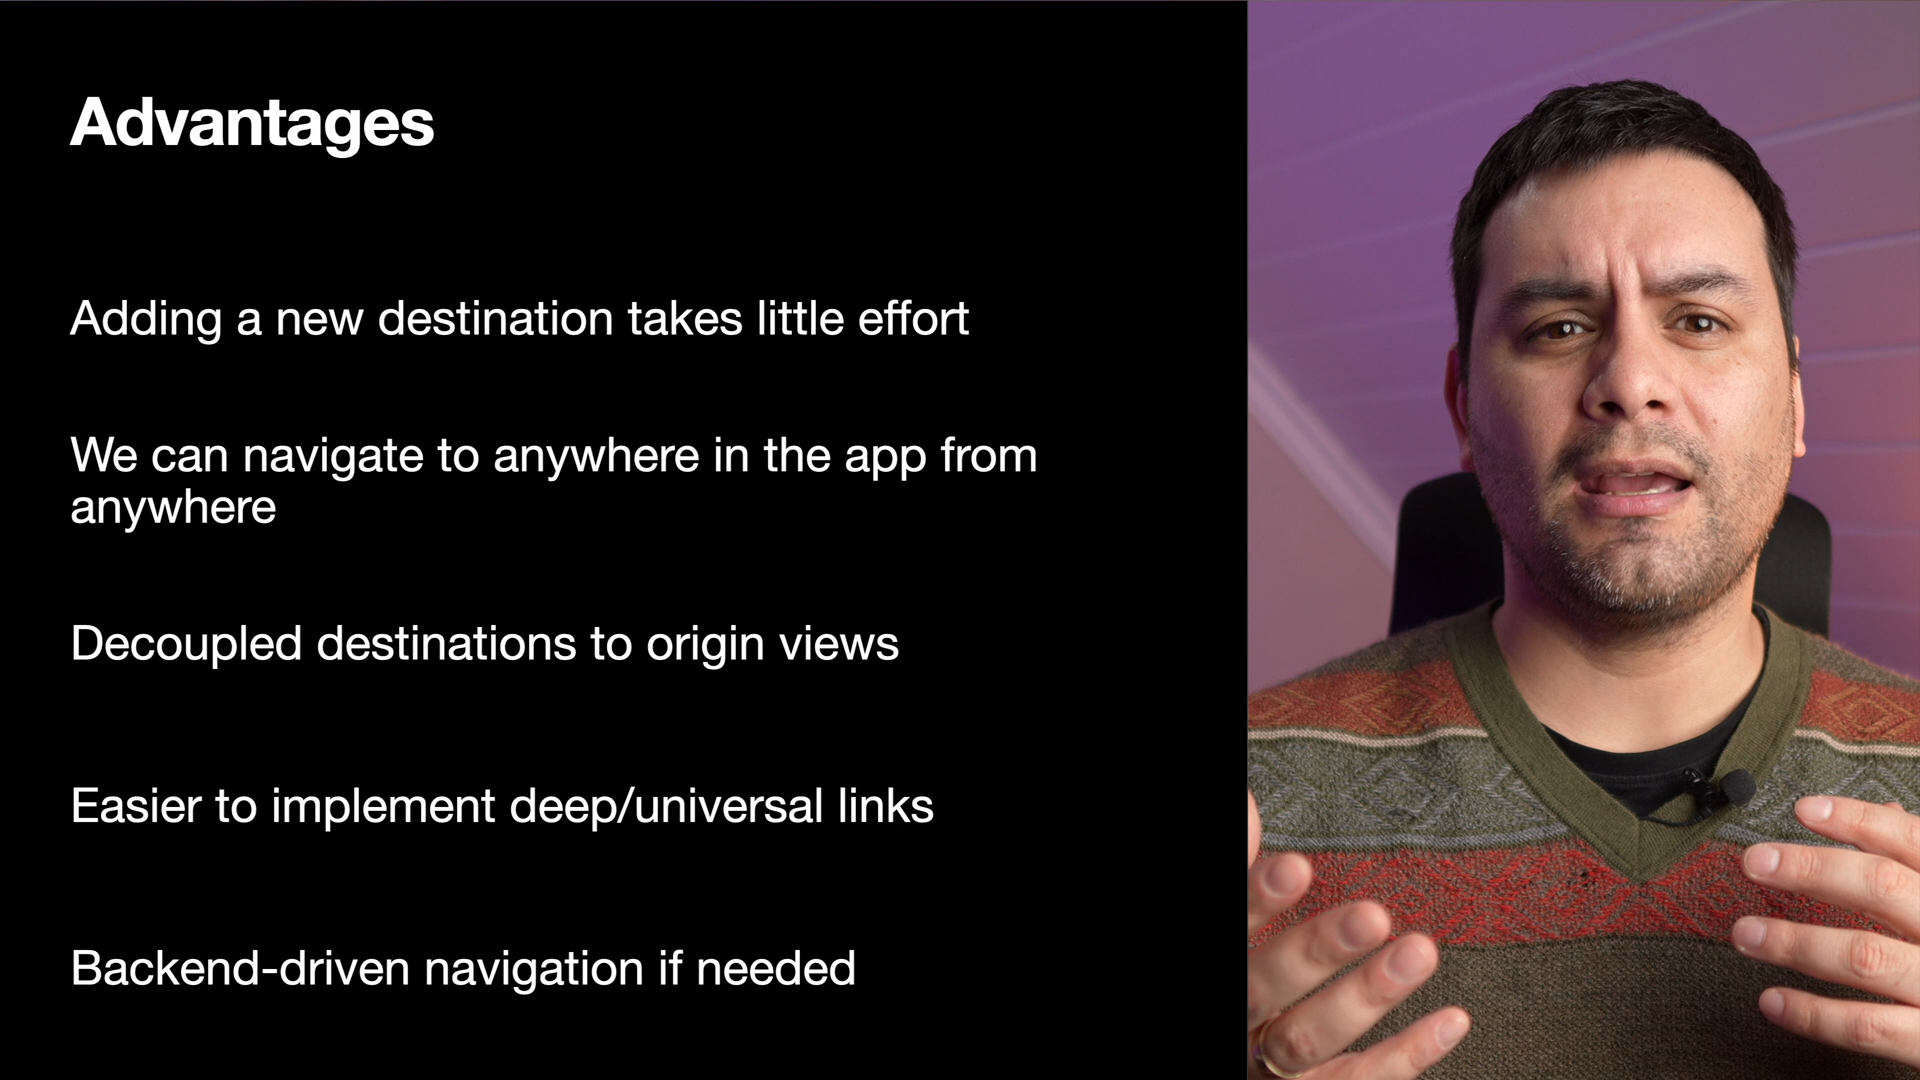 Advantages
Adding a new destination takes little effort
We can navigate to anywhere in the app from
anywhere
Decoupled destinations to origin views
Easier to implement deep/universal links
Backend-driven navigation if needed